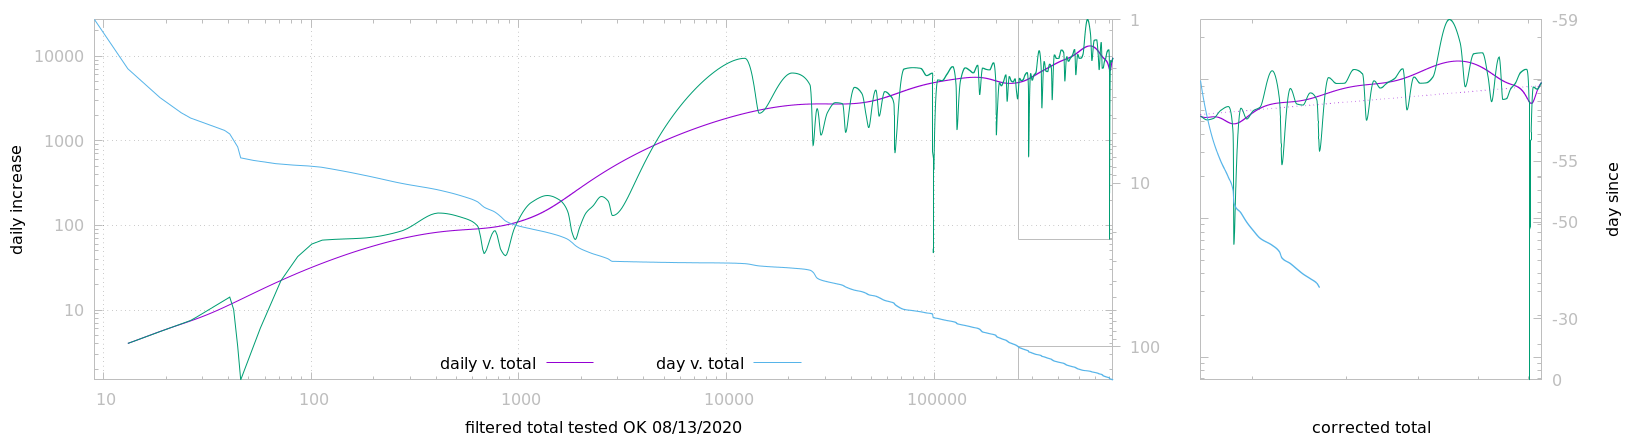 10000
1000
100
10
daily increase
10
100
1000
10000
100000
1
10
100
daily v. total
day v. total
filtered total tested OK 08/13/2020
-59
-55
-50
-30
0
day since
corrected total